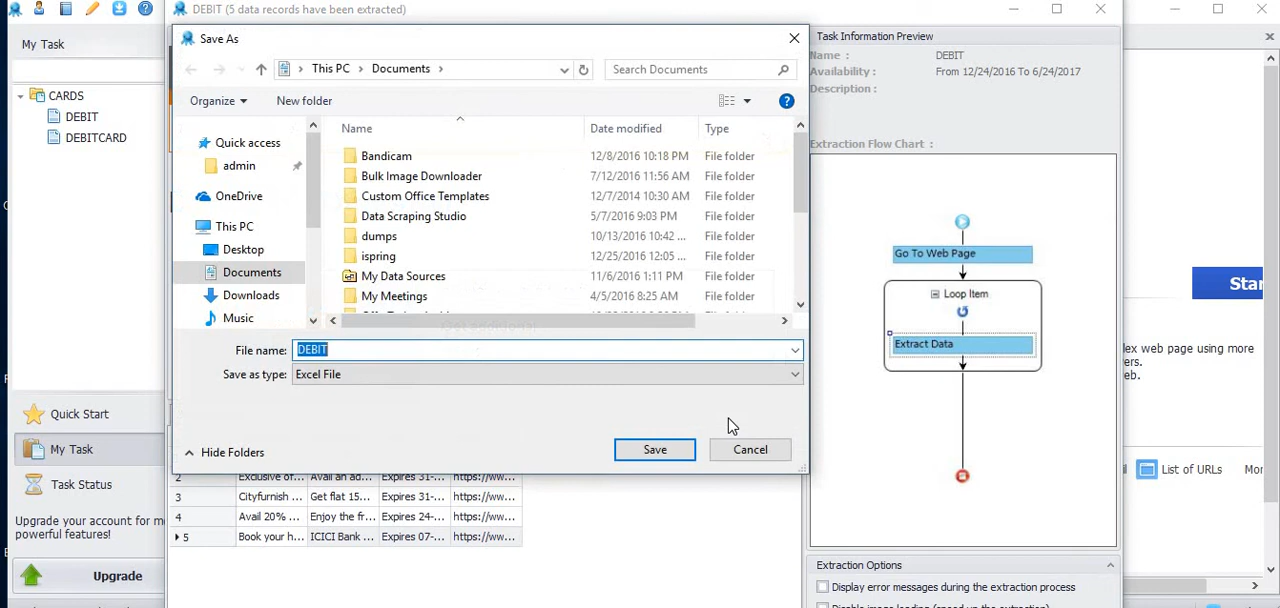 DEBIT (5 data records have been extracted)
My Task
CARDS
DEBIT
DEBITCARD
Quick Start
My Task
Task Status
Upgrade your account for m
powerful features!
Upgrade
Save As
This PC > Documents >
Search Documents
Organize
New folder
Name
Date modified
Type
Quick access
admin
OneDrive
This PC
Desktop
Documents
Downloads
Music
Bandicam 12/8/2016 10:18 PM File folder
Bulk Image Downloader 7/12/2016 11:56 AM File folder
Custom Office Templates 12/7/2014 10:30 AM File folder
Data Scraping Studio 5/7/2016 9:03 PM File folder
dumps 10/13/2016 10:42 ... File folder
ispring 12/25/2016 12:05 ... File folder
My Data Sources 11/6/2016 1:11 PM File folder
My Meetings 4/5/2016 8:25 AM File folder
File name: DEBIT
Save as type: Excel File
Hide Folders
Save
Cancel
2 Exclusive of... Avail an ad... Expires 31-... https://ww...
3 Cityfurnish ... Get flat 15... Expires 31-... https://ww...
4 Avail 20% ... Enjoy the fr... Expires 24-... https://ww...
5 Book your h... ICICI Bank ... Expires 07-... https://ww...
Task Information Preview
Name : DEBIT
Availability : From 12/24/2016 To 6/24/2017
Description :
Extraction Flow Chart :
Go To Web Page
Loop Item
Extract Data
Extraction Options
Display error messages during the extraction process
Disable image loading (speed up the extraction)
Star
lex web page using more
ers.
eb.
List of URLs
Mor